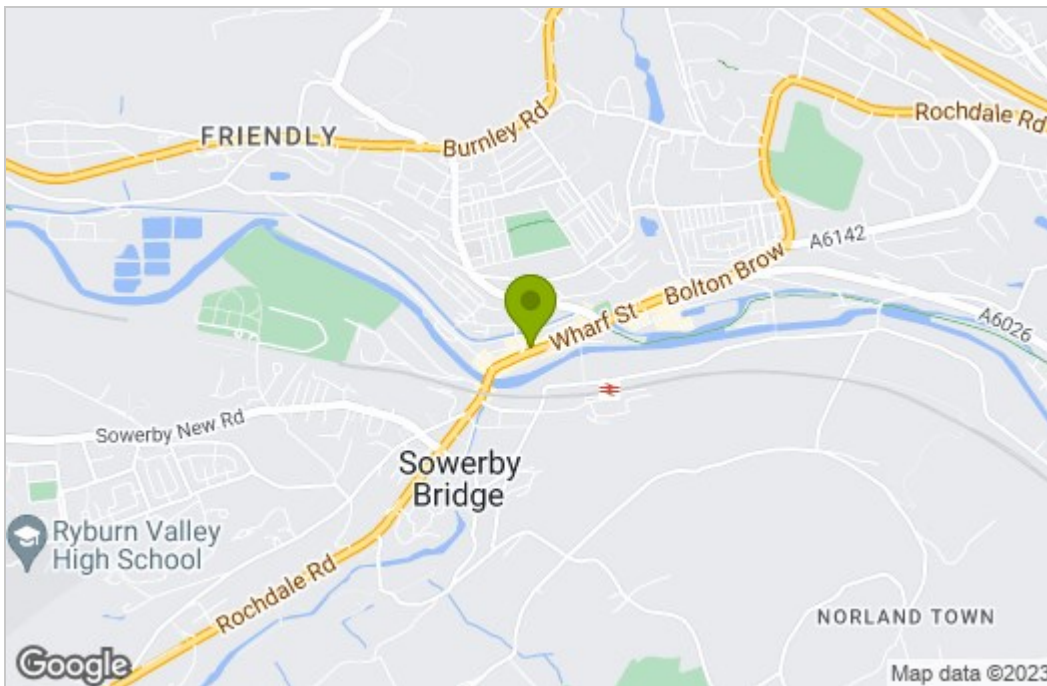 Rochdale Rd
FRIENDLY
Burnley Rd
A6142
Bolton Brow
Wharf St
A6026
Sowerby New Rd
Sowerby
Bridge
Ryburn Valley
High School
Rochdale Rd
NORLAND TOWN
Google
Map data ©2023